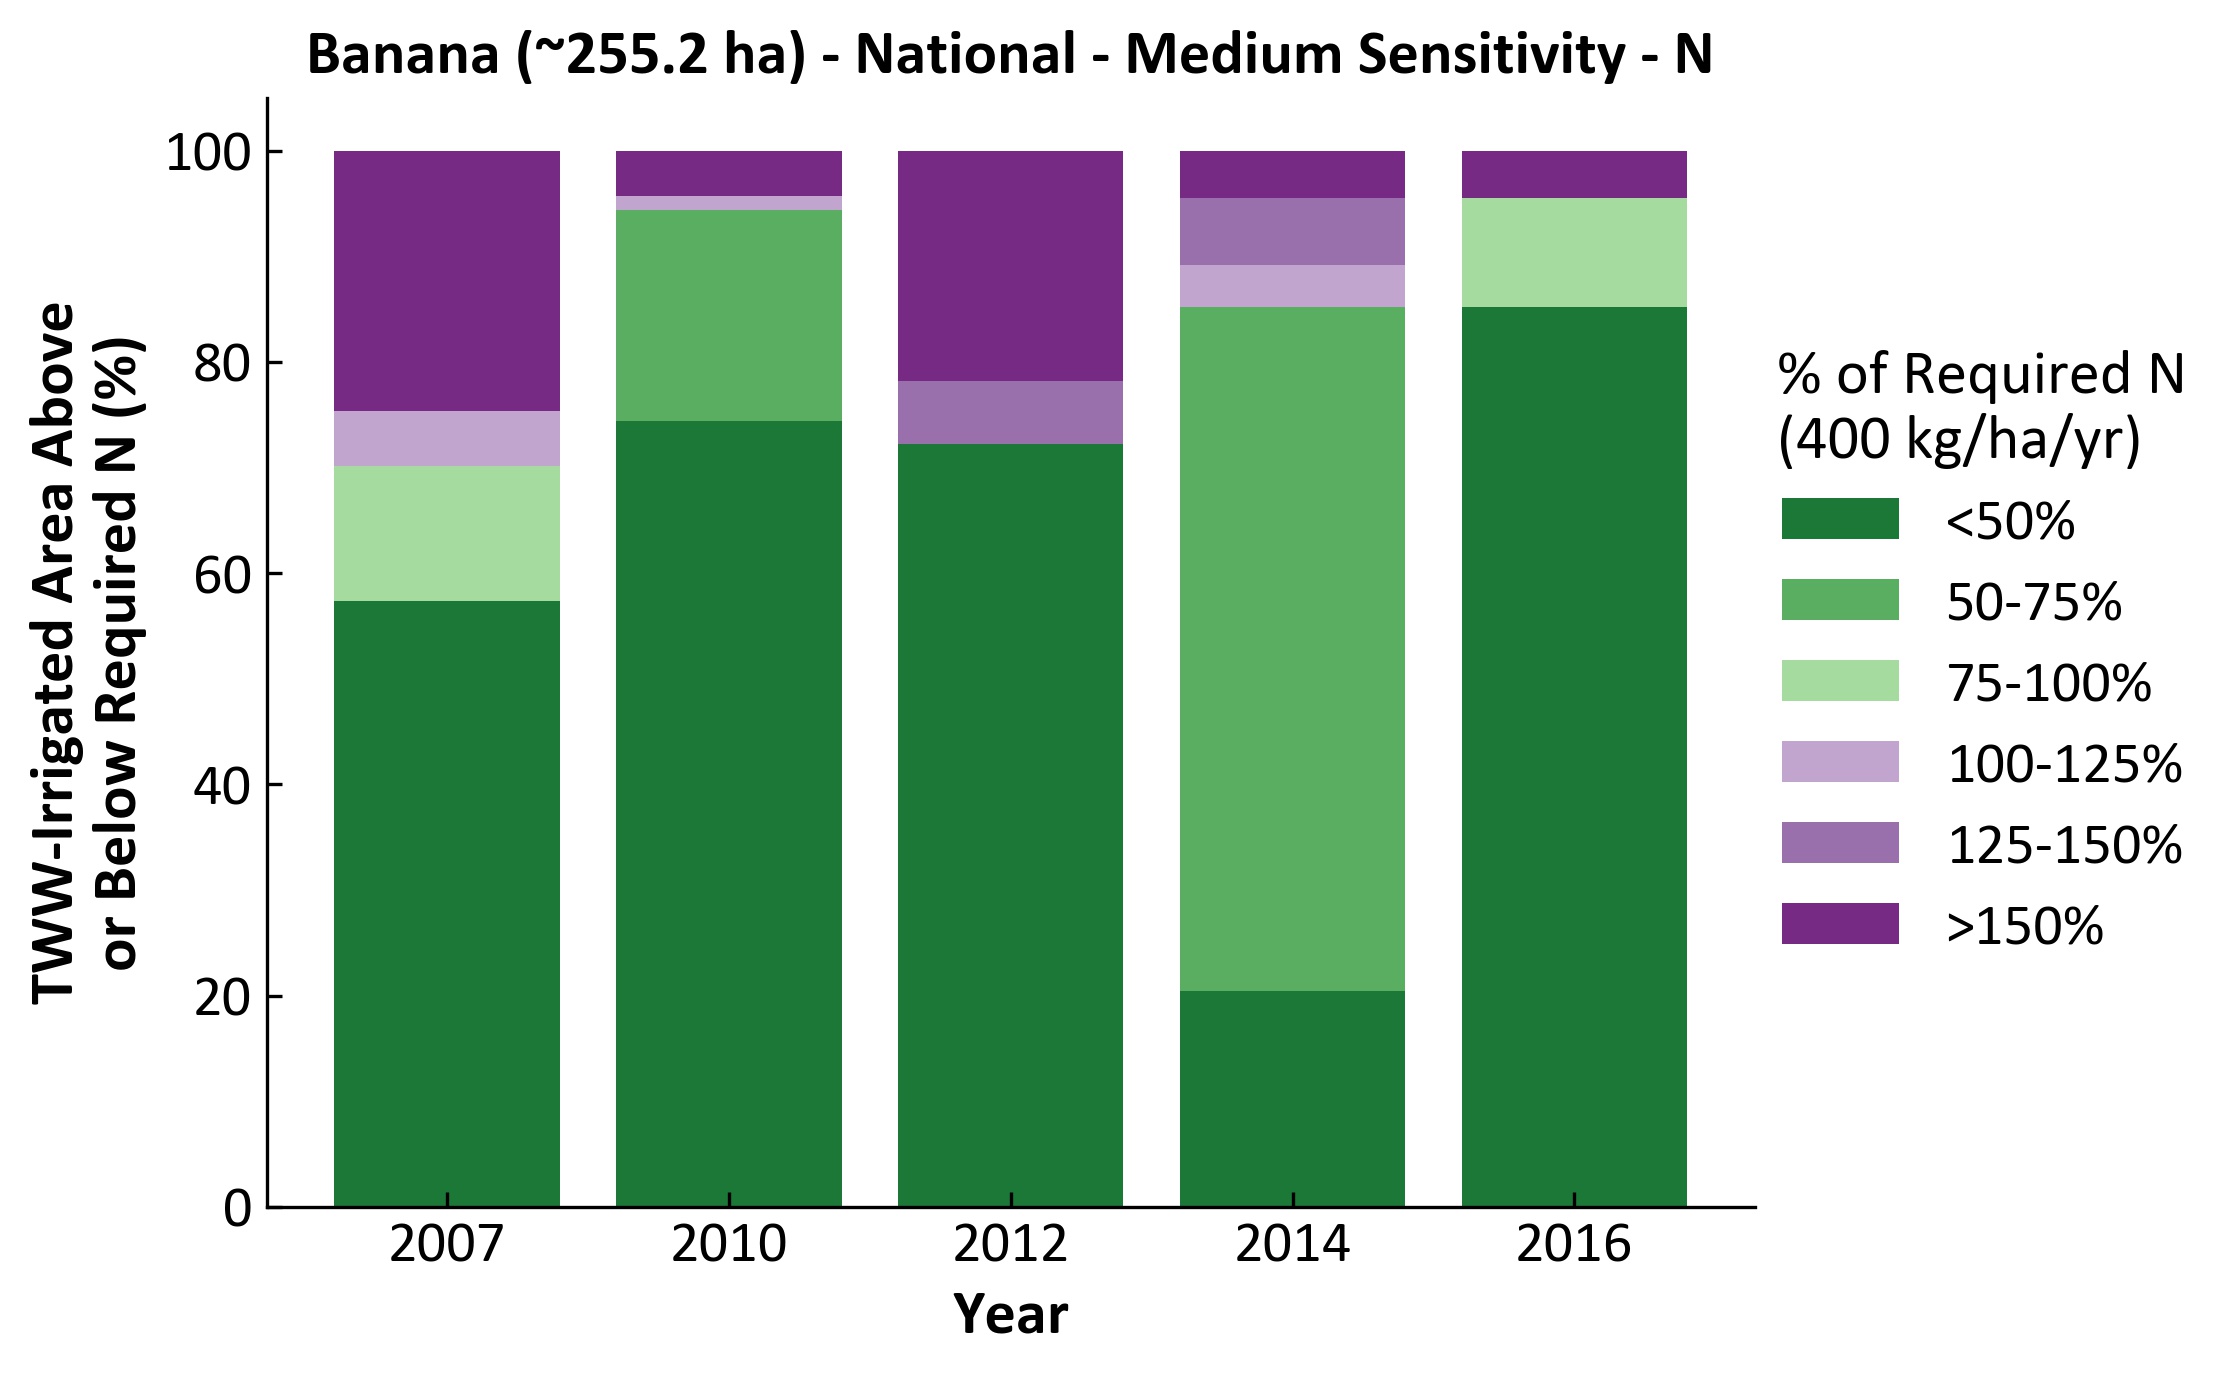 Banana (~255.2 ha) - National - Medium Sensitivity - N
TWW-Irrigated Area Above
or Below Required N (%)
100
80
60
40
20
0
2007
2010
2012
2014
2016
Year
% of Required N
(400 kg/ha/yr)
<50%
50-75%
75-100%
100-125%
125-150%
>150%